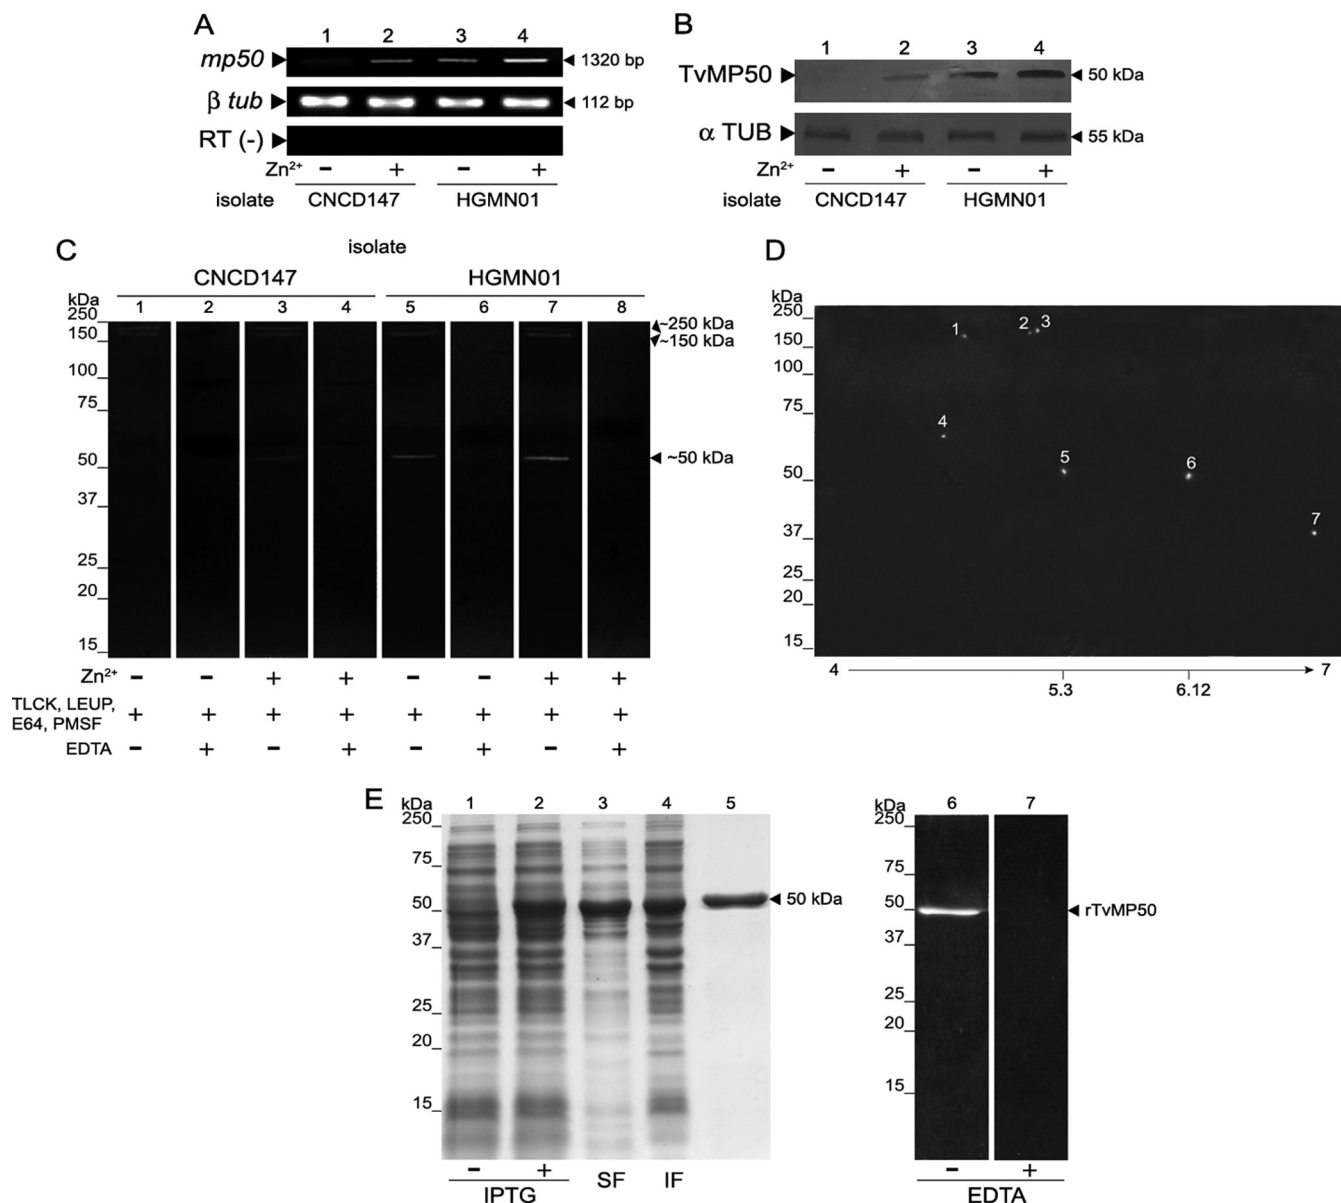 A
1 2 3 4
mp50 1320 bp
β tub 112 bp
RT (-)
Zn2+ − + − +
isolate CNCD147 HGMN01
B
1 2 3 4
TvMP50 50 kDa
α TUB 55 kDa
Zn2+ − + − +
isolate CNCD147 HGMN01
C
isolate
CNCD147 HGMN01
kDa 1 2 3 4 5 6 7 8
250 ~250 kDa
150 ~150 kDa
100
75
50 ~50 kDa
37
25
20
15
Zn2+ − − + + − − + +
TLCK, LEUP,
E64, PMSF + + + + + + + +
EDTA − + − + − + − +
D
kDa
250
1 2 3
150
100
75
4
5 6
50
7
37
25
20
15
4 7
5.3 6.12
E
kDa 1 2 3 4 5
250
75
50 50 kDa
37
25
20
15
− + SF IF
IPTG
kDa 6 7
250
75
50 rTvMP50
37
25
20
15
− +
EDTA